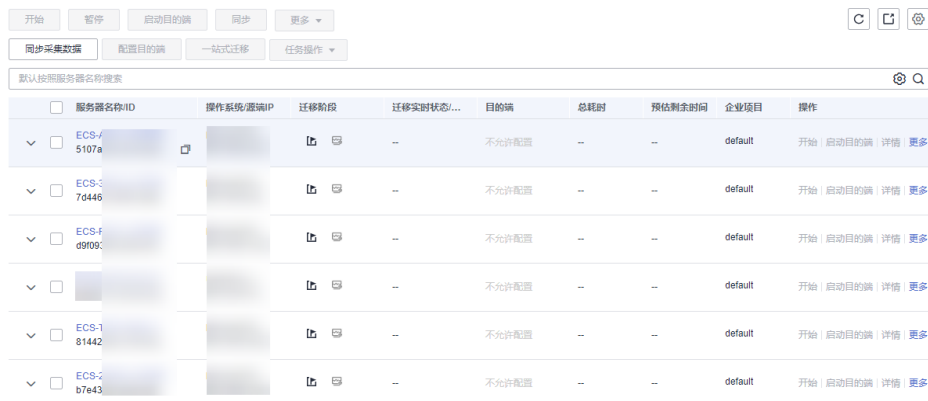 开始 暂停 启动目的端 同步 更多
同步采集数据 配置目的端 一站式迁移 任务操作
默认按照服务器名称搜索
服务器名称/ID 操作系统/源端IP 迁移阶段 迁移实时状态/... 目的端 总耗时 预估剩余时间 企业项目 操作
ECS-A
5107a -- 不允许配置 -- -- default 开始 启动目的端 详情 更多
ECS-3
7d446 -- 不允许配置 -- -- default 开始 启动目的端 详情 更多
ECS-F
d9f093 -- 不允许配置 -- -- default 开始 启动目的端 详情 更多
-- 不允许配置 -- -- default 开始 启动目的端 详情 更多
ECS-T
81442 -- 不允许配置 -- -- default 开始 启动目的端 详情 更多
ECS-2
b7e43 -- 不允许配置 -- -- default 开始 启动目的端 详情 更多